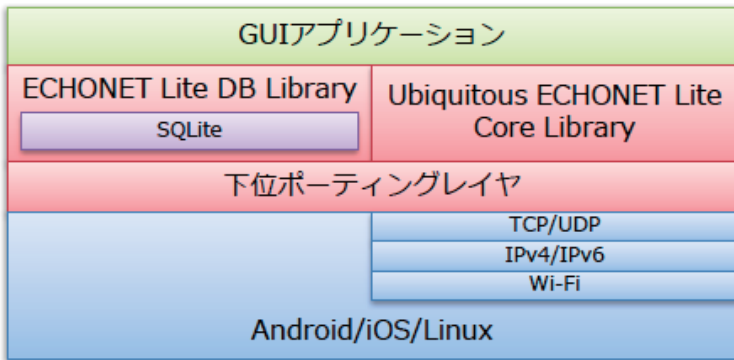 GUIアプリケーション
ECHONET Lite DB Library
SQLite
Ubiquitous ECHONET Lite
Core Library
下位ポーティングレイヤ
TCP/UDP
IPv4/IPv6
Wi-Fi
Android/iOS/Linux